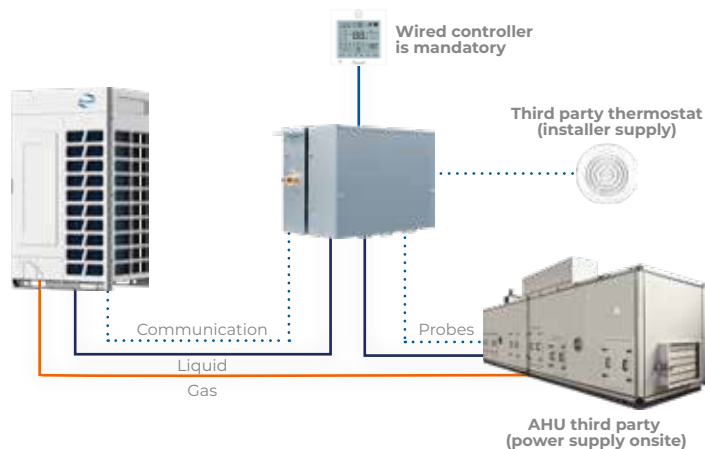 Wired controller
is mandatory
Third party thermostat
(installer supply)
Communication
Probes
Liquid
Gas
AHU third party
(power supply onsite)